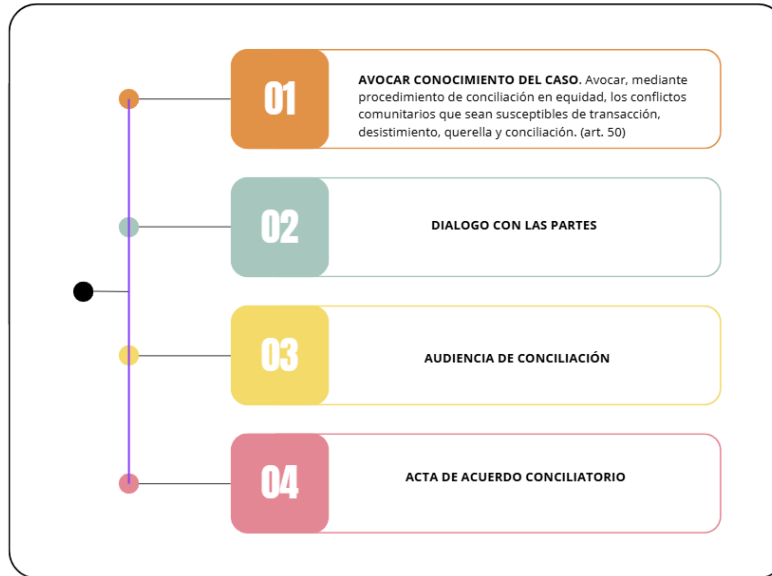 01
AVOCAR CONOCIMIENTO DEL CASO. Avocar, mediante
procedimiento de conciliación en equidad, los conflictos
comunitarios que sean susceptibles de transacción,
desistimiento, querella y conciliación. (art. 50)
02
DIALOGO CON LAS PARTES
03
AUDIENCIA DE CONCILIACIÓN
04
ACTA DE ACUERDO CONCILIATORIO